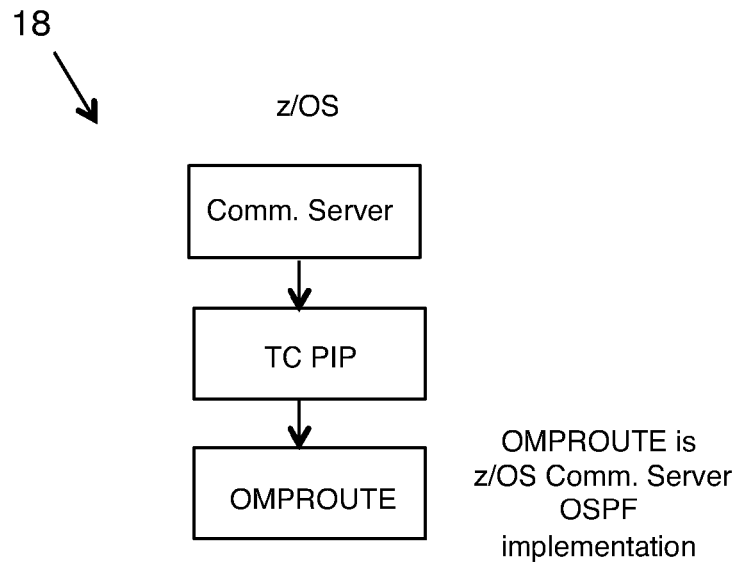 18
z/OS
Comm. Server
TC PIP
OMPROUTE
OMPROUTE is
z/OS Comm. Server
OSPF
implementation